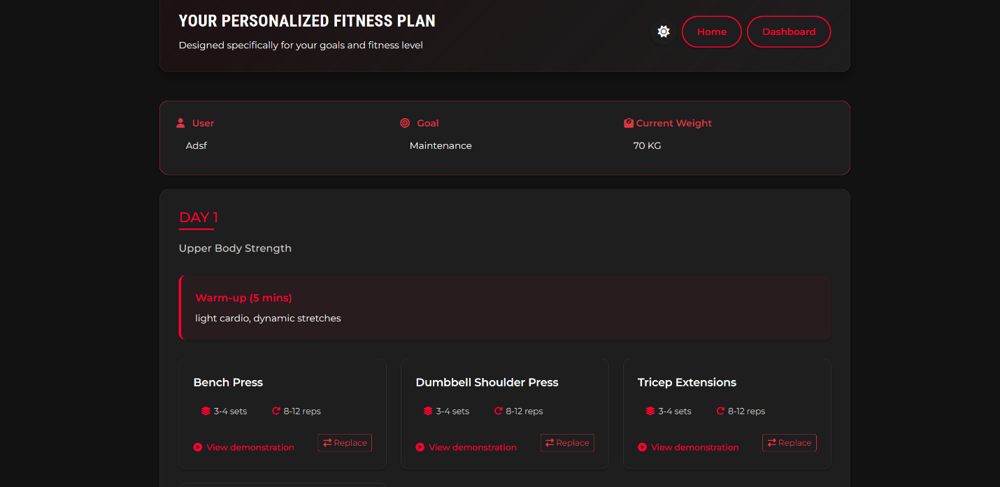 YOUR PERSONALIZED FITNESS PLAN
Designed specifically for your goals and fitness level
Home
Dashboard
User
Goal
Current Weight
Adsf
Maintenance
70 KG
DAY 1
Upper Body Strength
Warm-up (5 mins)
light cardio, dynamic stretches
Bench Press
3-4 sets
8-12 reps
View demonstration
Replace
Dumbbell Shoulder Press
3-4 sets
8-12 reps
View demonstration
Replace
Tricep Extensions
3-4 sets
8-12 reps
View demonstration
Replace